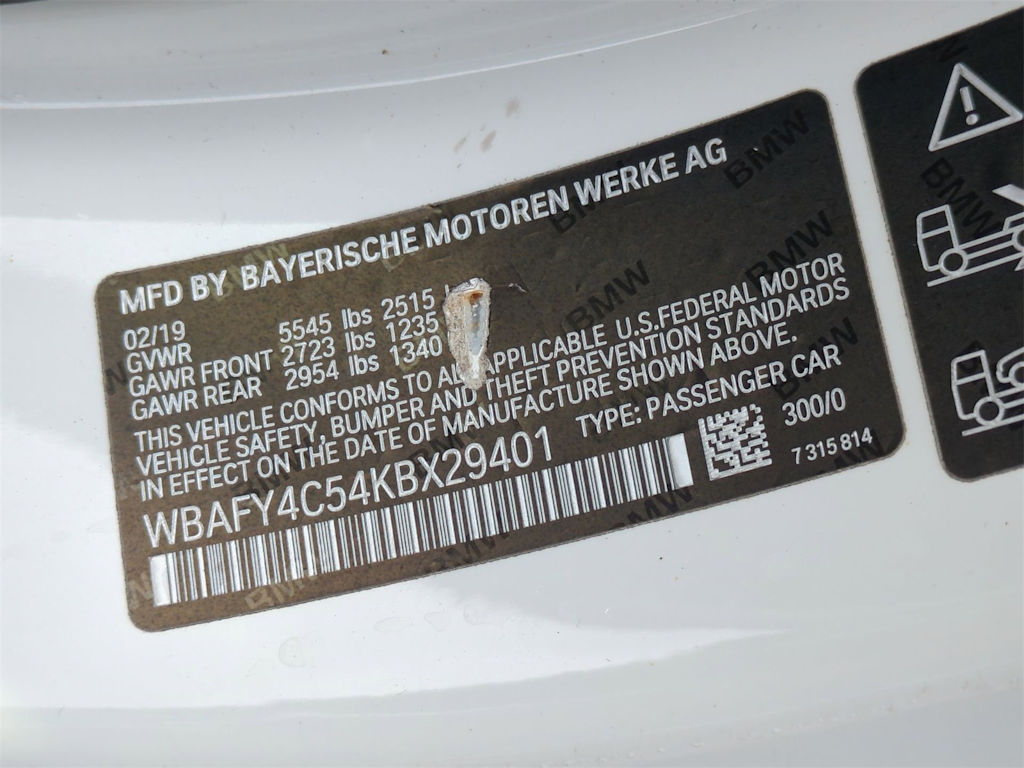 MFD BY BAYERISCHE MOTOREN WERKE AG
02/19
GVWR 5545 lbs 2515
GAWR FRONT 2723 lbs 1235
GAWR REAR 2954 lbs 1340
THIS VEHICLE CONFORMS TO ALL APPLICABLE U.S.FEDERAL MOTOR
VEHICLE SAFETY, BUMPER AND THEFT PREVENTION STANDARDS
IN EFFECT ON THE DATE OF MANUFACTURE SHOWN ABOVE.
WBAFY4C54KBX29401 TYPE: PASSENGER CAR
300/0
7 315 814